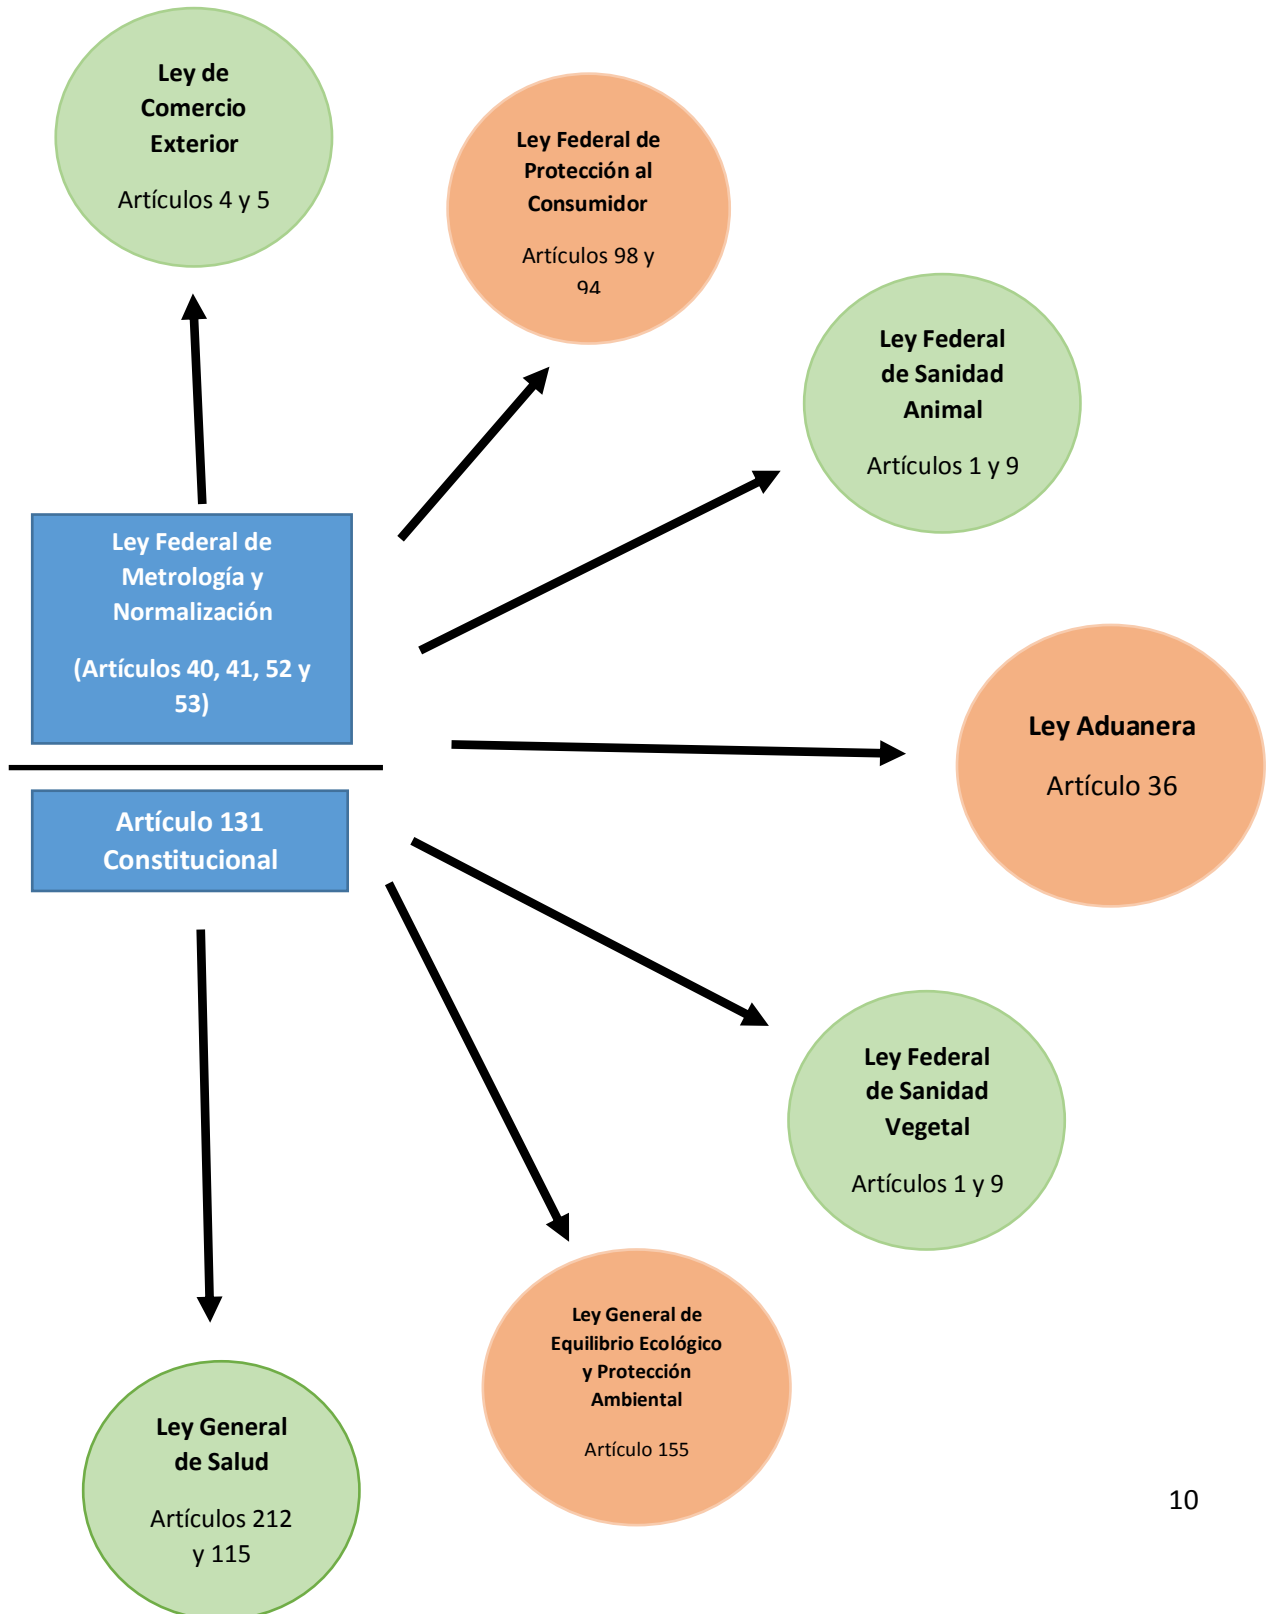 Ley de
Comercio
Exterior
Artículos 4 y 5
Ley Federal de
Protección al
Consumidor
Artículos 98 y
94
Ley Federal
de Sanidad
Animal
Artículos 1 y 9
Ley Federal de
Metrología y
Normalización
(Artículos 40, 41, 52 y
53)
Ley Aduanera
Artículo 36
Artículo 131
Constitucional
Ley Federal
de Sanidad
Vegetal
Artículos 1 y 9
Ley General de
Equilibrio Ecológico
y Protección
Ambiental
Artículo 155
Ley General
de Salud
Artículos 212
y 115
10